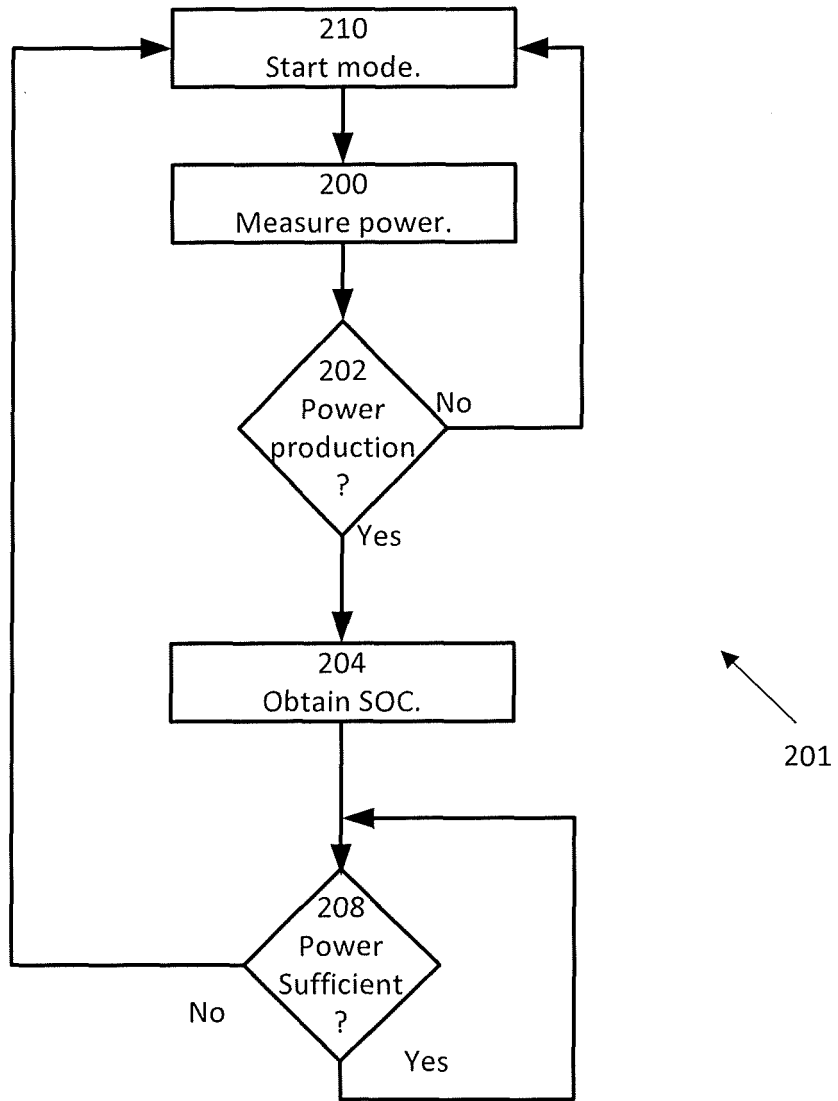 210
Start mode.
200
Measure power.
202
Power
production
?
No
Yes
204
Obtain SOC.
201
208
Power
Sufficient
?
No
Yes